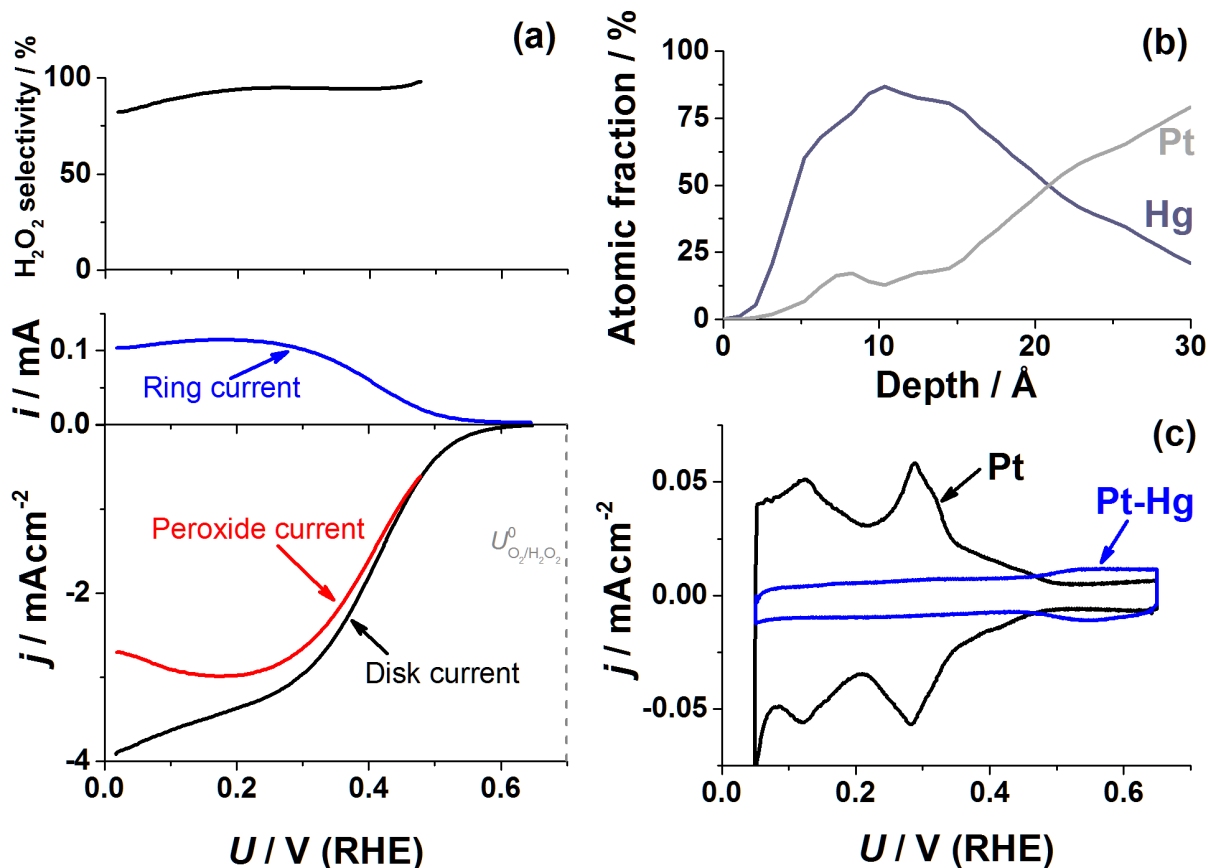 (a)
H₂O₂ selectivity / %
100
50
0
i / mA
0.1
0.0
Ring current
j / mAcm⁻²
-2
-4
Peroxide current
Disk current
U⁰O₂/H₂O₂
0.0 0.2 0.4 0.6
U / V (RHE)
(b)
Atomic fraction / %
100
75
50
25
0
Pt
Hg
0 10 20 30
Depth / Å
(c)
j / mAcm⁻²
0.05
0.00
-0.05
Pt
Pt-Hg
0.0 0.2 0.4 0.6
U / V (RHE)